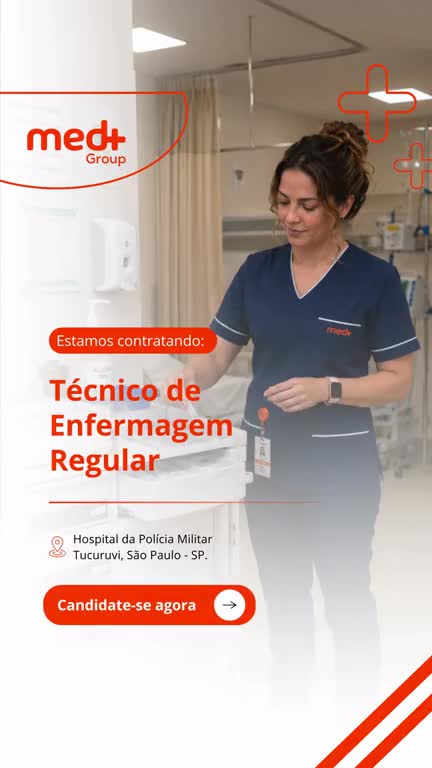 med+
Group
Estamos contratando:
Técnico de
Enfermagem
Regular
med+
Hospital da Polícia Militar
Tucuruvi, São Paulo - SP.
Candidate-se agora